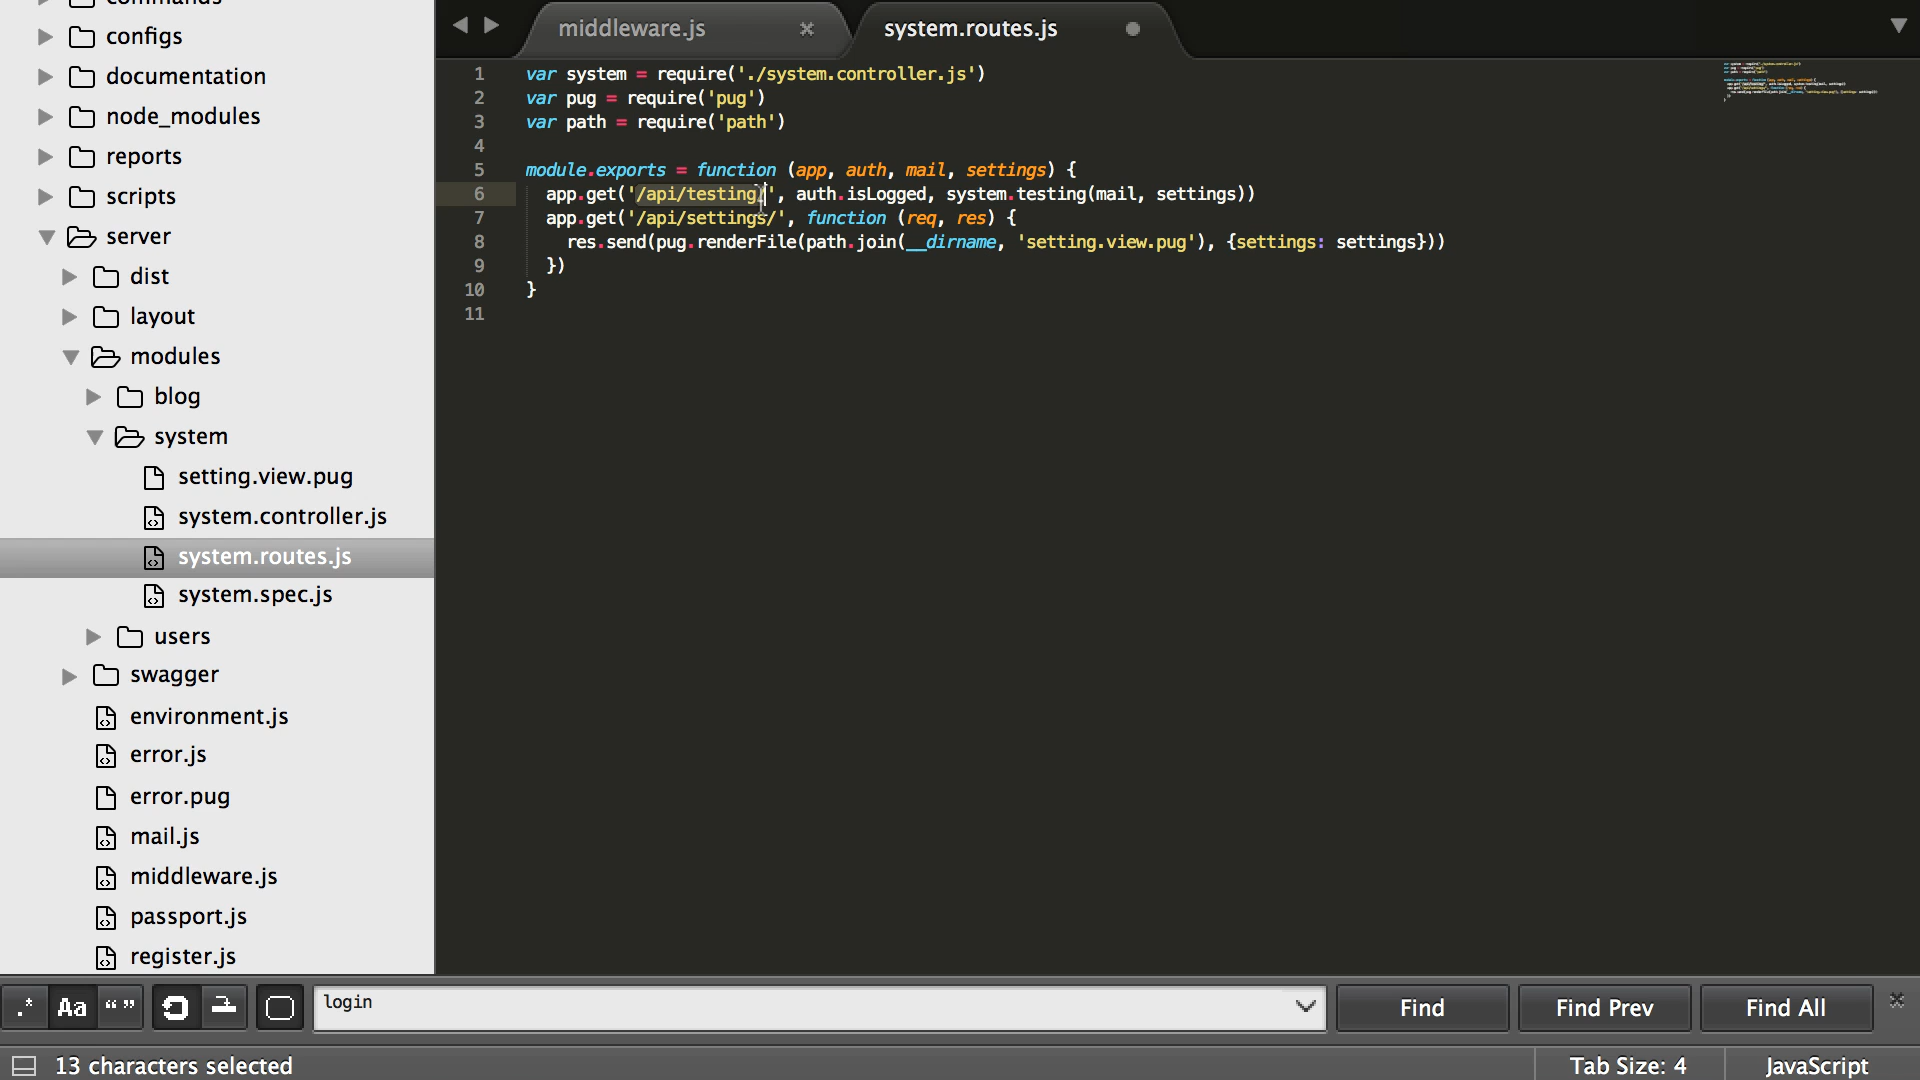 commands
configs
documentation
node_modules
reports
scripts
server
dist
layout
modules
blog
system
setting.view.pug
system.controller.js
system.routes.js
system.spec.js
users
swagger
environment.js
error.js
error.pug
mail.js
middleware.js
passport.js
register.js
middleware.js
system.routes.js
1 var system = require('./system.controller.js')
2 var pug = require('pug')
3 var path = require('path')
4
5 module.exports = function (app, auth, mail, settings) {
6 app.get('/api/testing/', auth.isLogged, system.testing(mail, settings))
7 app.get('/api/settings/', function (req, res) {
8 res.send(pug.renderFile(path.join(__dirname, 'setting.view.pug'), {settings: settings}))
9 })
10 }
11
.* Aa “ ” login Find Find Prev Find All
13 characters selected Tab Size: 4 JavaScript